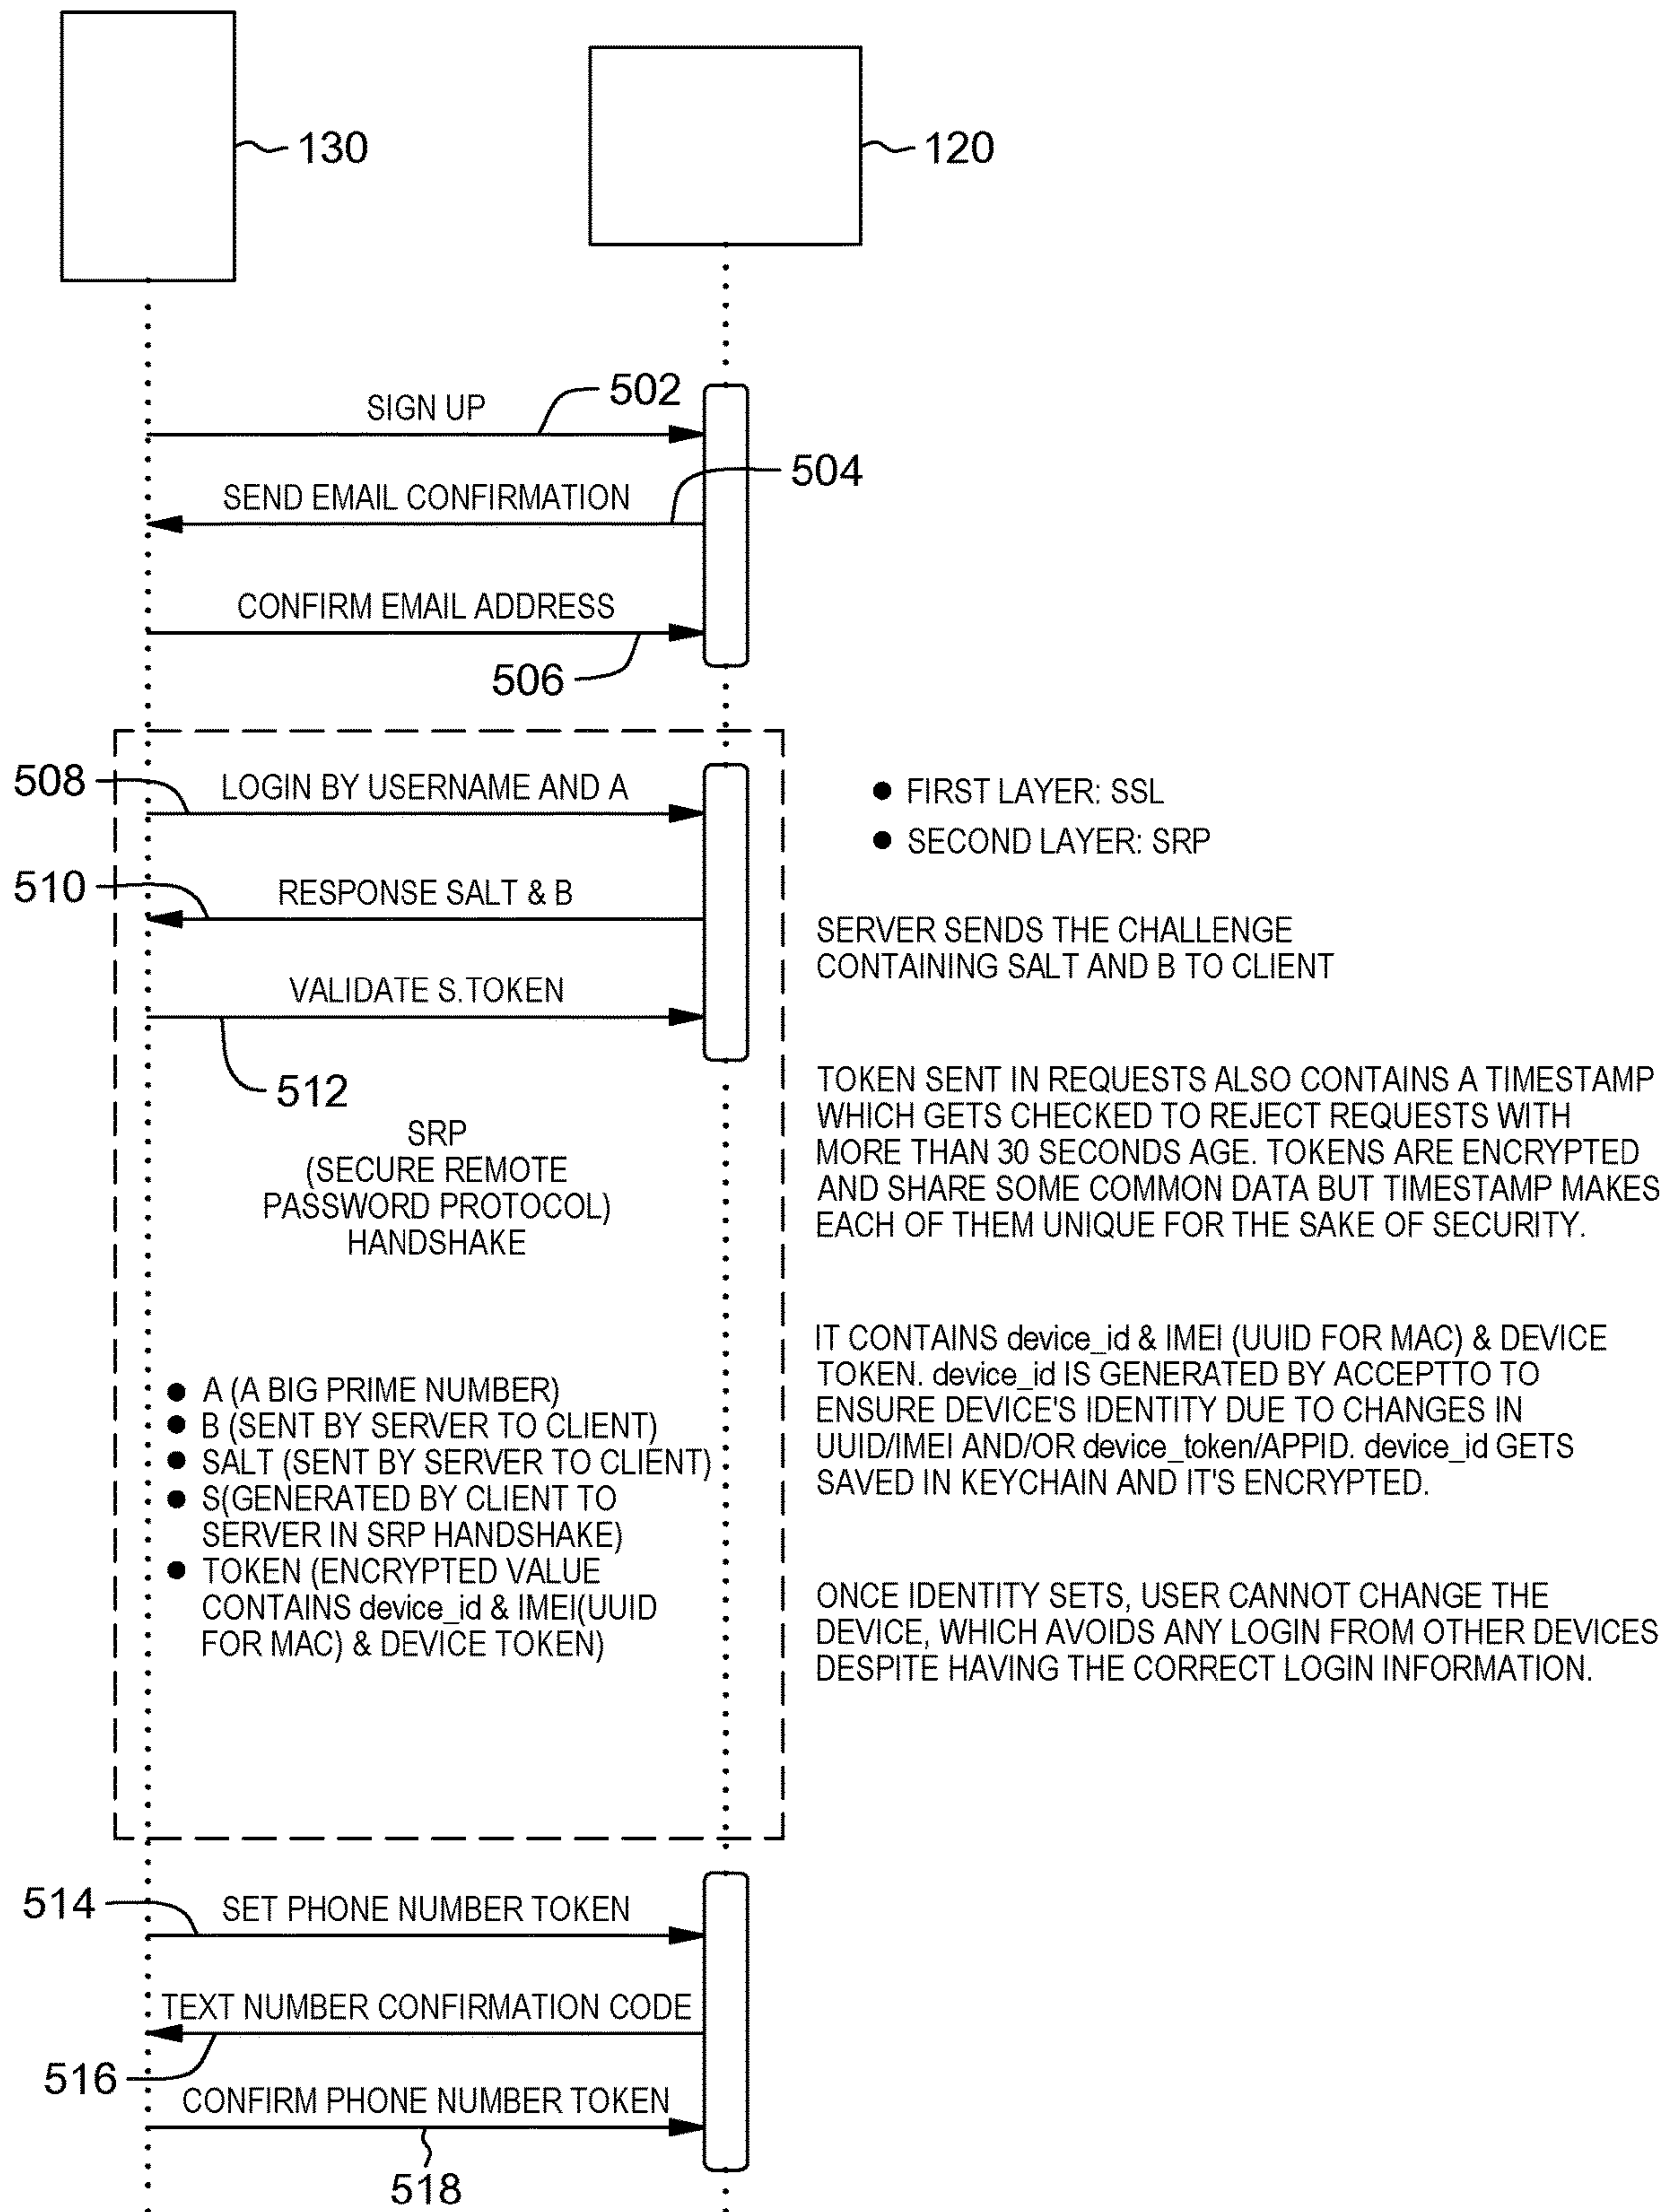 130
120
SIGN UP
502
504
SEND EMAIL CONFIRMATION
CONFIRM EMAIL ADDRESS
506
508
LOGIN BY USERNAME AND A
510
RESPONSE SALT & B
VALIDATE S.TOKEN
512
SRP
(SECURE REMOTE
PASSWORD PROTOCOL)
HANDSHAKE
● A (A BIG PRIME NUMBER)
● B (SENT BY SERVER TO CLIENT)
● SALT (SENT BY SERVER TO CLIENT)
● S(GENERATED BY CLIENT TO
SERVER IN SRP HANDSHAKE)
● TOKEN (ENCRYPTED VALUE
CONTAINS device_id & IMEI(UUID
FOR MAC) & DEVICE TOKEN)
● FIRST LAYER: SSL
● SECOND LAYER: SRP
SERVER SENDS THE CHALLENGE
CONTAINING SALT AND B TO CLIENT
TOKEN SENT IN REQUESTS ALSO CONTAINS A TIMESTAMP
WHICH GETS CHECKED TO REJECT REQUESTS WITH
MORE THAN 30 SECONDS AGE. TOKENS ARE ENCRYPTED
AND SHARE SOME COMMON DATA BUT TIMESTAMP MAKES
EACH OF THEM UNIQUE FOR THE SAKE OF SECURITY.
IT CONTAINS device_id & IMEI (UUID FOR MAC) & DEVICE
TOKEN. device_id IS GENERATED BY ACCEPTTO TO
ENSURE DEVICE'S IDENTITY DUE TO CHANGES IN
UUID/IMEI AND/OR device_token/APPID. device_id GETS
SAVED IN KEYCHAIN AND IT'S ENCRYPTED.
ONCE IDENTITY SETS, USER CANNOT CHANGE THE
DEVICE, WHICH AVOIDS ANY LOGIN FROM OTHER DEVICES
DESPITE HAVING THE CORRECT LOGIN INFORMATION.
514
SET PHONE NUMBER TOKEN
TEXT NUMBER CONFIRMATION CODE
516
CONFIRM PHONE NUMBER TOKEN
518